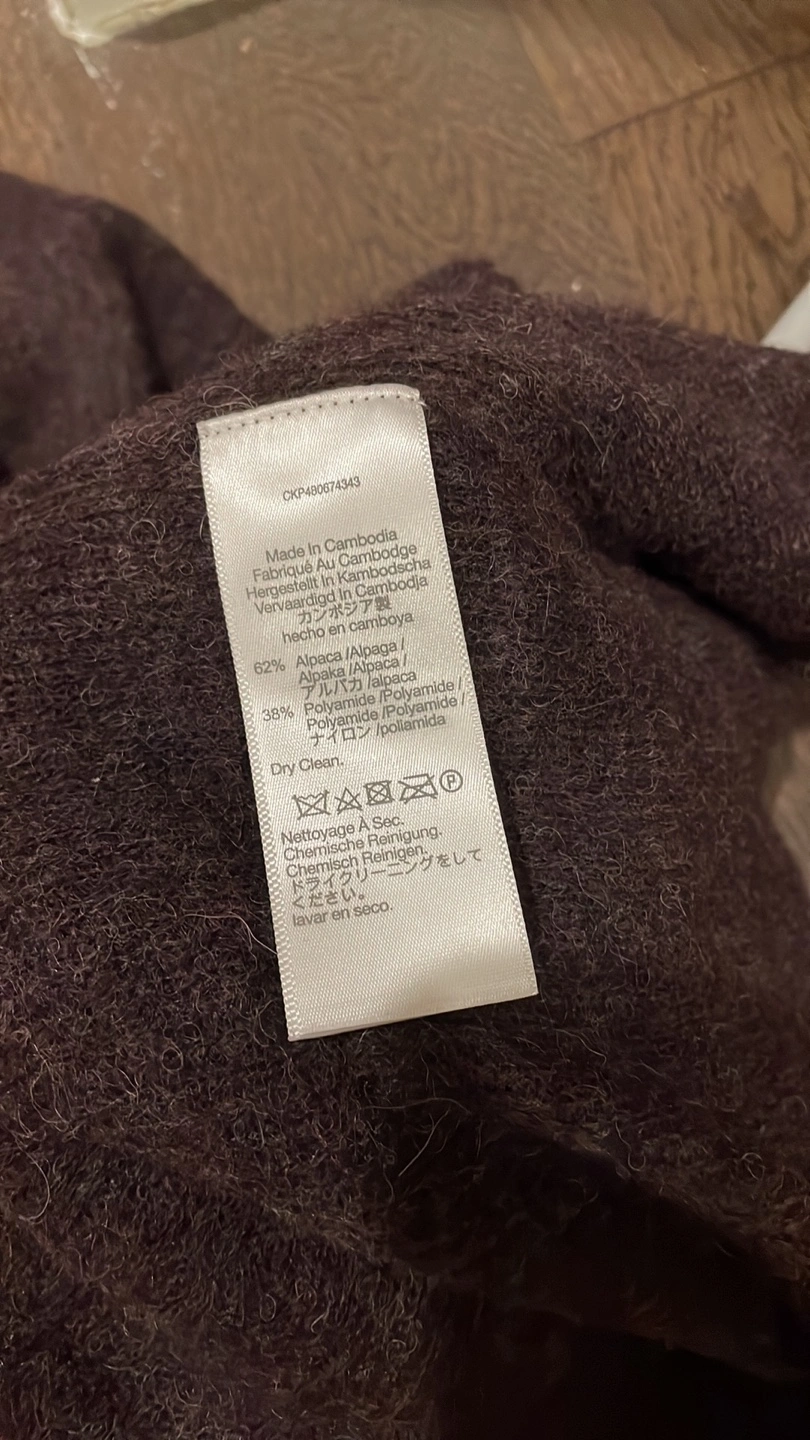 CKP480674343
Made In Cambodia
Fabriqué Au Cambodge
Hergestellt In Kambodscha
Vervaardigd In Cambodja
カンボジア製
hecho en camboya
62% Alpaca /Alpaga /
Alpaka /Alpaca /
アルパカ /alpaca
38% Polyamide /Polyamide /
Polyamide /Polyamide /
ナイロン /poliamida
Dry Clean.
P
Nettoyage À Sec.
Chemische Reinigung.
Chemisch Reinigen.
ドライクリーニングをして
ください。
lavar en seco.